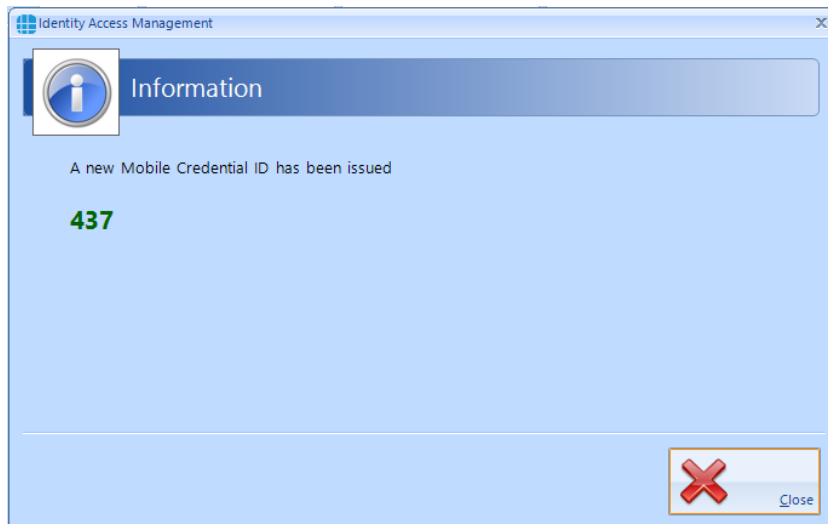 Identity Access Management
Information
A new Mobile Credential ID has been issued
437
Close